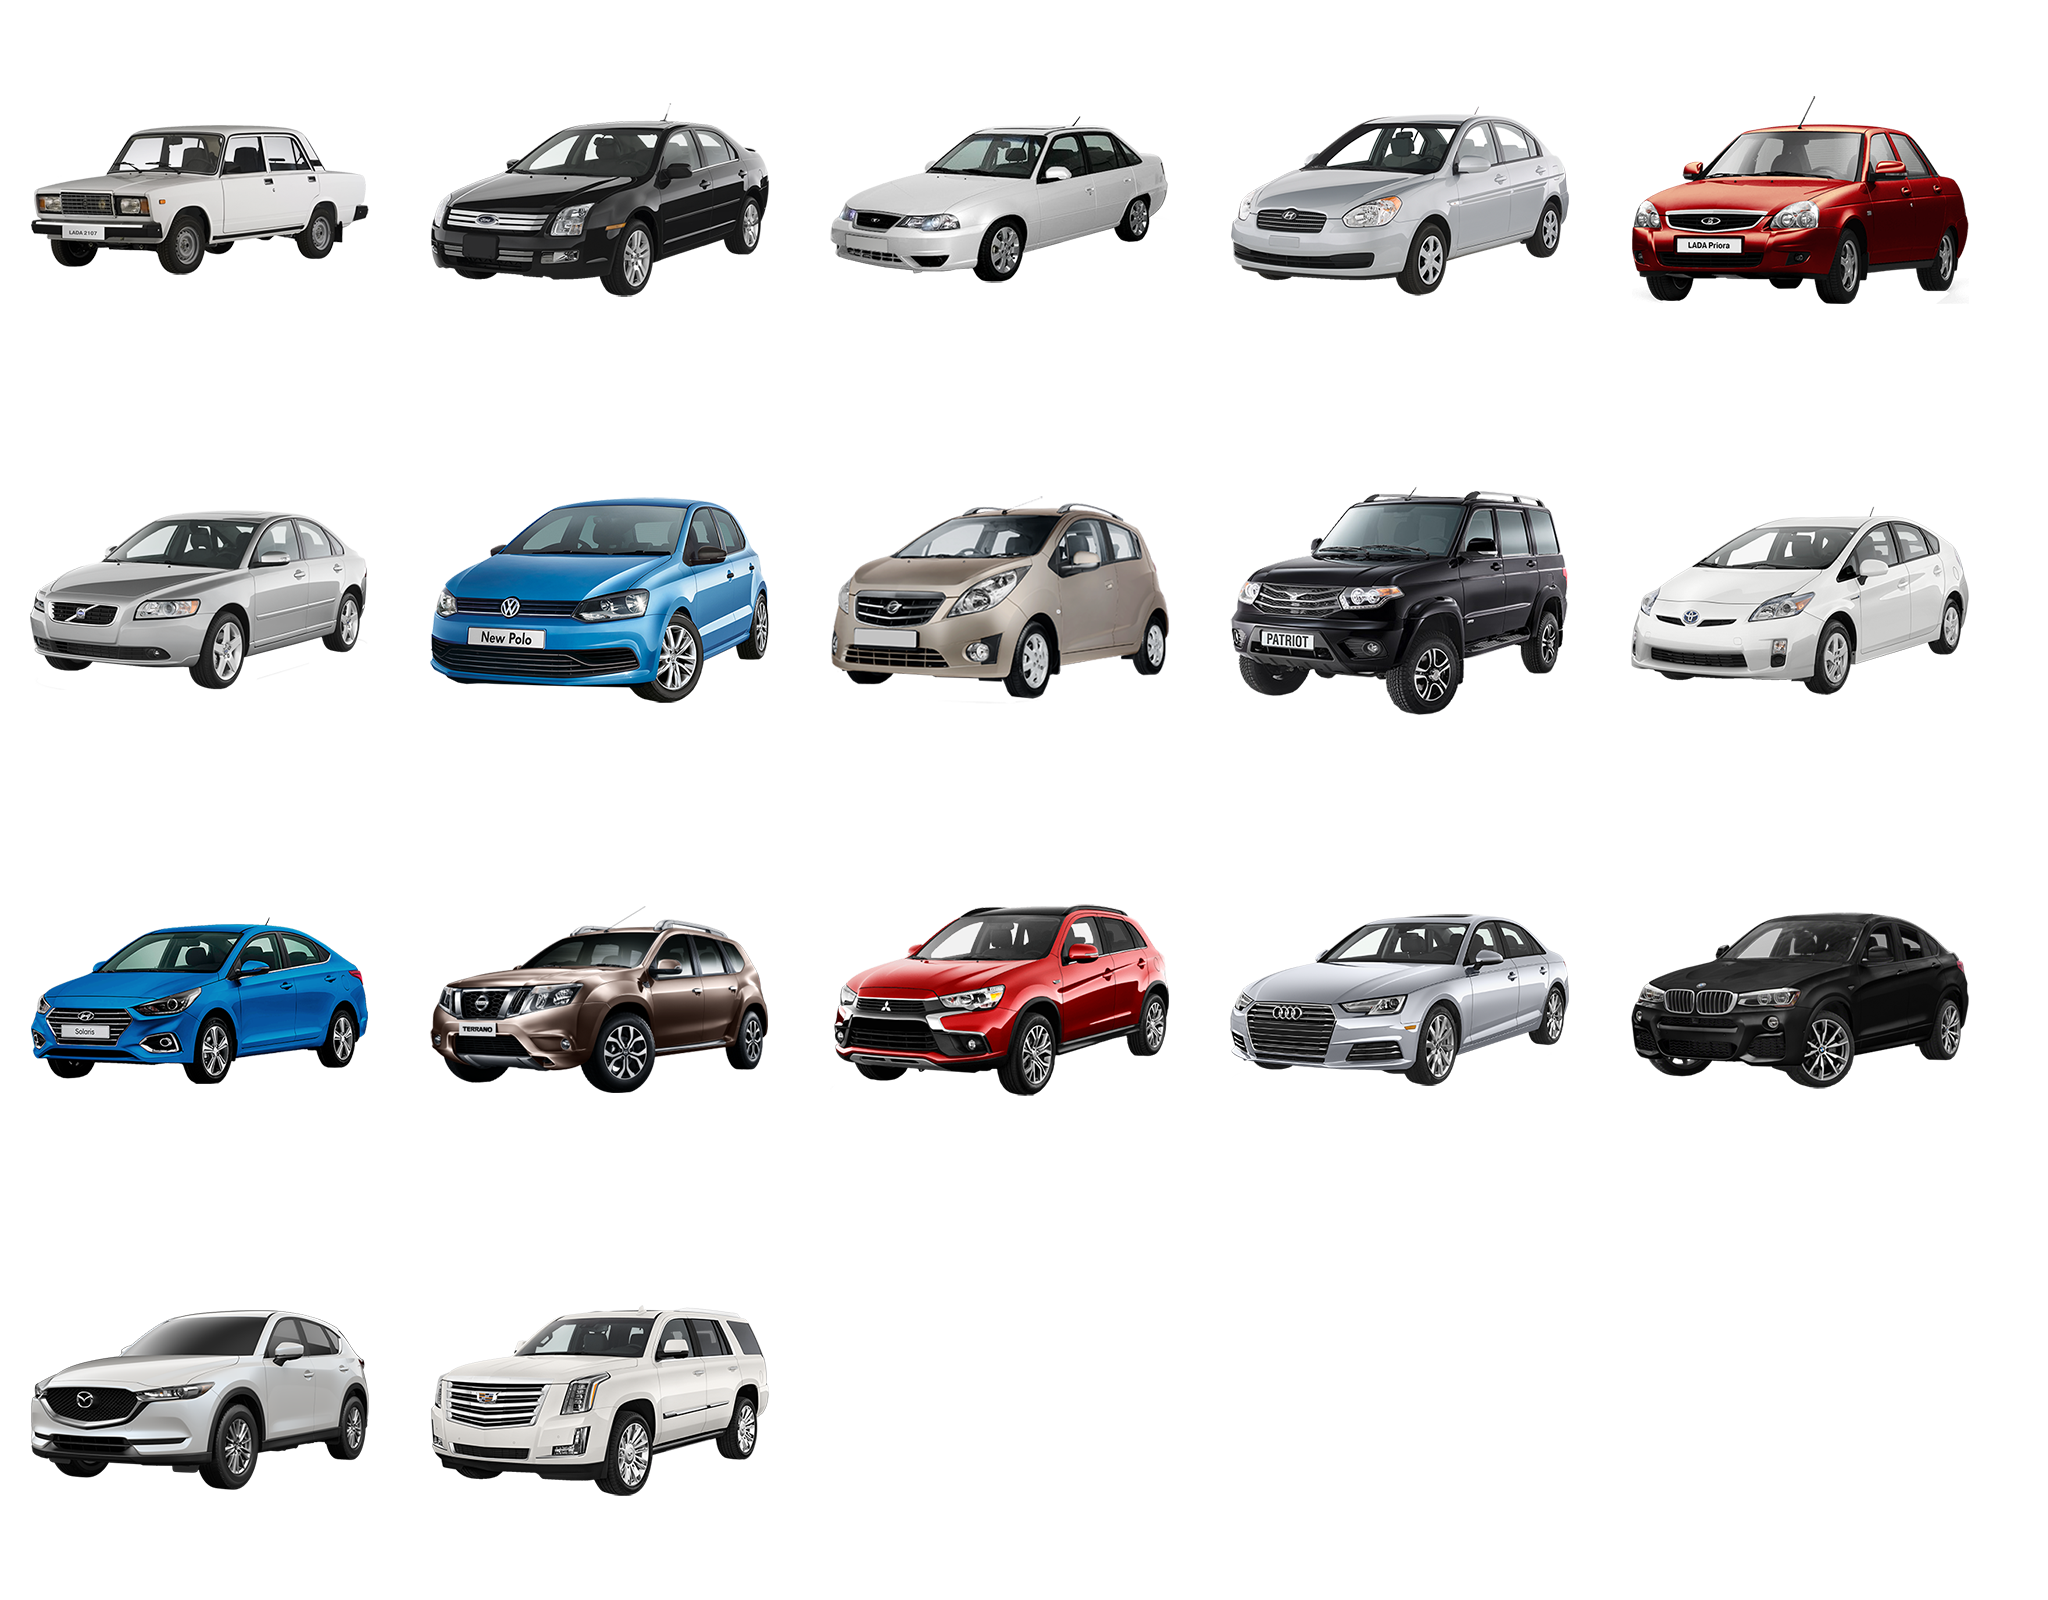 LADA 2107
LADA Priora
New Polo
PATRIOT
Solaris
TERRANO